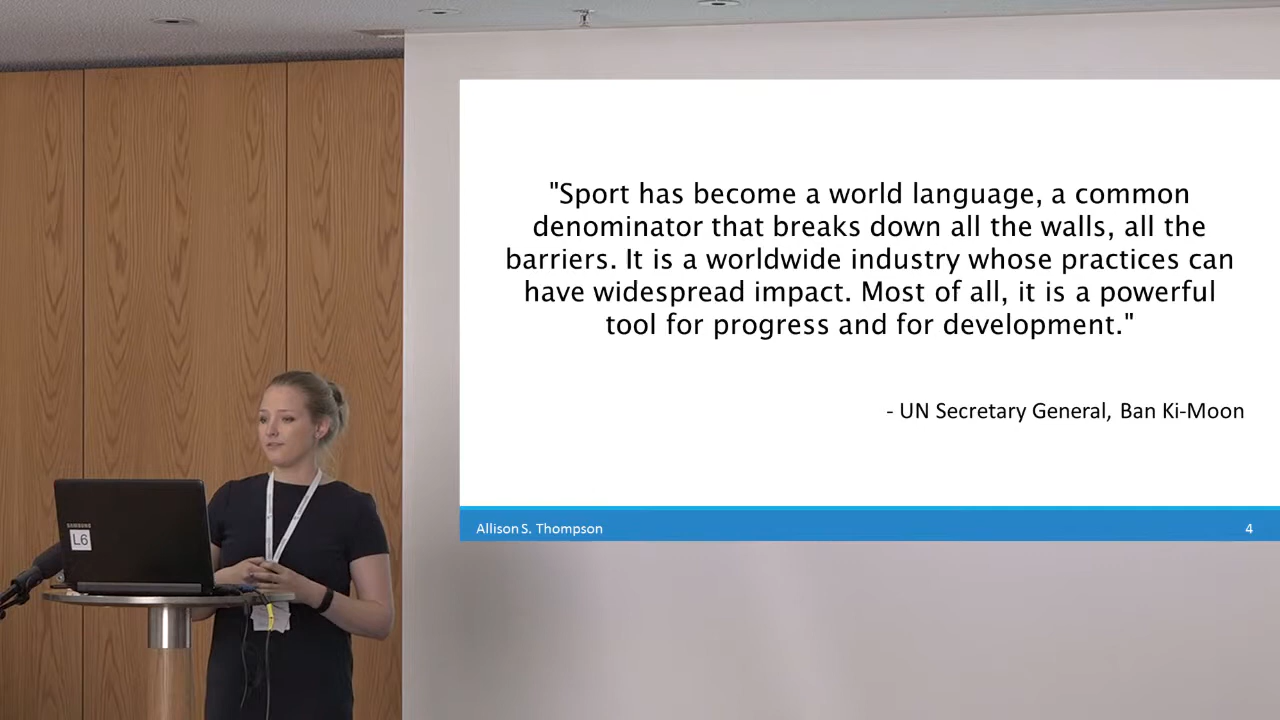 "Sport has become a world language, a common
denominator that breaks down all the walls, all the
barriers. It is a worldwide industry whose practices can
have widespread impact. Most of all, it is a powerful
tool for progress and for development."
- UN Secretary General, Ban Ki-Moon
Allison S. Thompson
4
SAMSUNG
L6